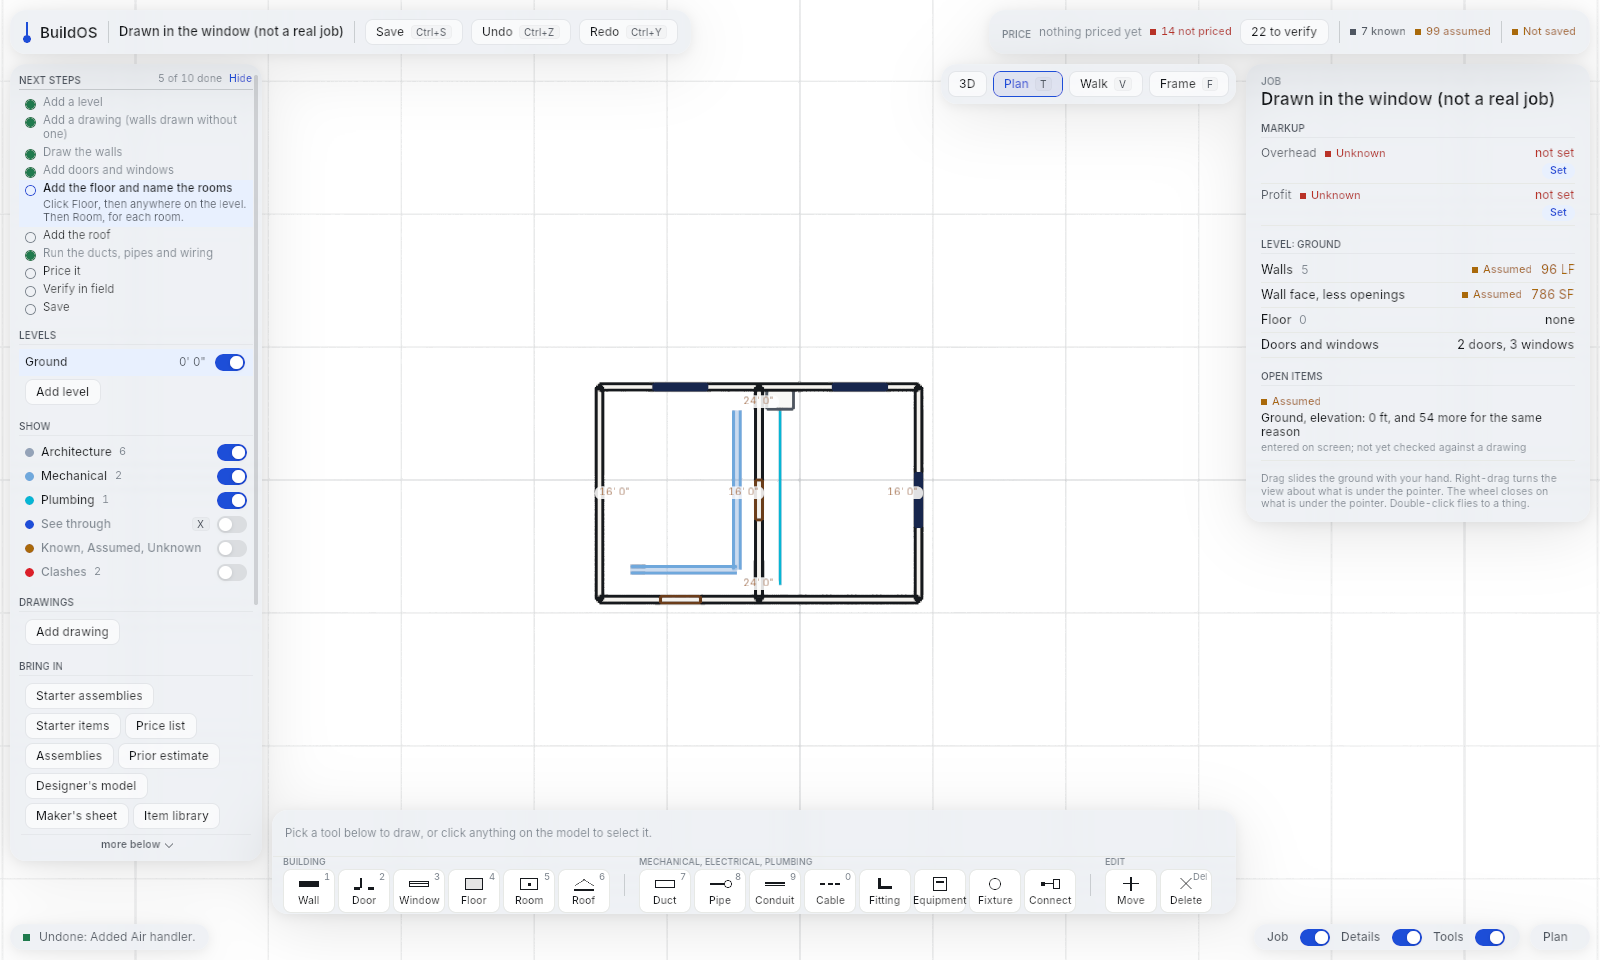 BuildOS
Drawn in the window (not a real job)
Save Ctrl+S
Undo Ctrl+Z
Redo Ctrl+Y
PRICE nothing priced yet 14 not priced 22 to verify 7 known 99 assumed Not saved
3D
Plan T
Walk V
Frame F
NEXT STEPS 5 of 10 done Hide
Add a level
Add a drawing (walls drawn without
one)
Draw the walls
Add doors and windows
Add the floor and name the rooms
Click Floor, then anywhere on the level.
Then Room, for each room.
Add the roof
Run the ducts, pipes and wiring
Price it
Verify in field
Save
LEVELS
Ground 0' 0"
Add level
SHOW
Architecture 6
Mechanical 2
Plumbing 1
See through X
Known, Assumed, Unknown
Clashes 2
DRAWINGS
Add drawing
BRING IN
Starter assemblies
Starter items Price list
Assemblies Prior estimate
Designer's model
Maker's sheet Item library
more below
24' 0"
16' 0" 16' 0" 16' 0"
24' 0"
JOB
Drawn in the window (not a real job)
MARKUP
Overhead Unknown not set
Set
Profit Unknown not set
Set
LEVEL: GROUND
Walls 5 Assumed 96 LF
Wall face, less openings Assumed 786 SF
Floor 0 none
Doors and windows 2 doors, 3 windows
OPEN ITEMS
Assumed
Ground, elevation: 0 ft, and 54 more for the same
reason
entered on screen; not yet checked against a drawing
Drag slides the ground with your hand. Right-drag turns the
view about what is under the pointer. The wheel closes on
what is under the pointer. Double-click flies to a thing.
Pick a tool below to draw, or click anything on the model to select it.
BUILDING
Wall 1
Door 2
Window 3
Floor 4
Room 5
Roof 6
MECHANICAL, ELECTRICAL, PLUMBING
Duct 7
Pipe 8
Conduit 9
Cable 0
Fitting
Equipment
Fixture
Connect
EDIT
Move
Delete Del
Undone: Added Air handler.
Job Details Tools Plan